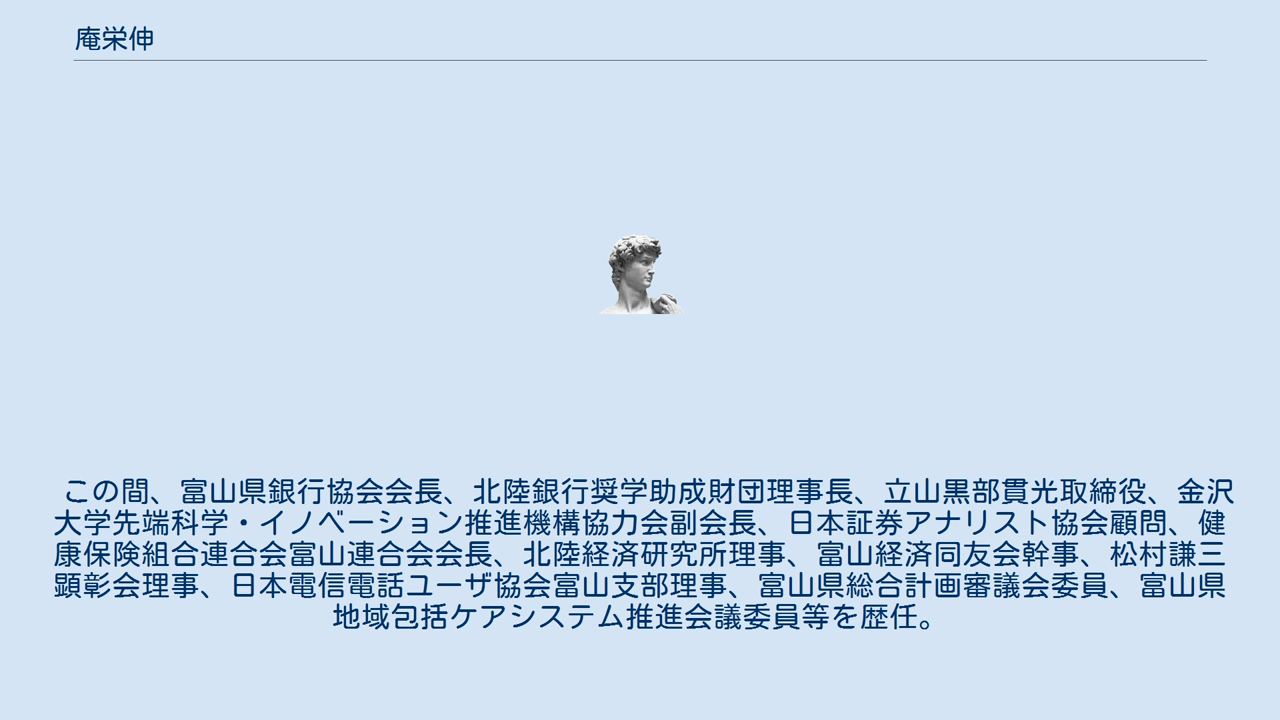 庵栄伸
この間、富山県銀行協会会長、北陸銀行奨学助成財団理事長、立山黒部貫光取締役、金沢
大学先端科学・イノベーション推進機構協力会副会長、日本証券アナリスト協会顧問、健
康保険組合連合会富山連合会会長、北陸経済研究所理事、富山経済同友会幹事、松村謙三
顕彰会理事、日本電信電話ユーザ協会富山支部理事、富山県総合計画審議会委員、富山県
地域包括ケアシステム推進会議委員等を歴任。